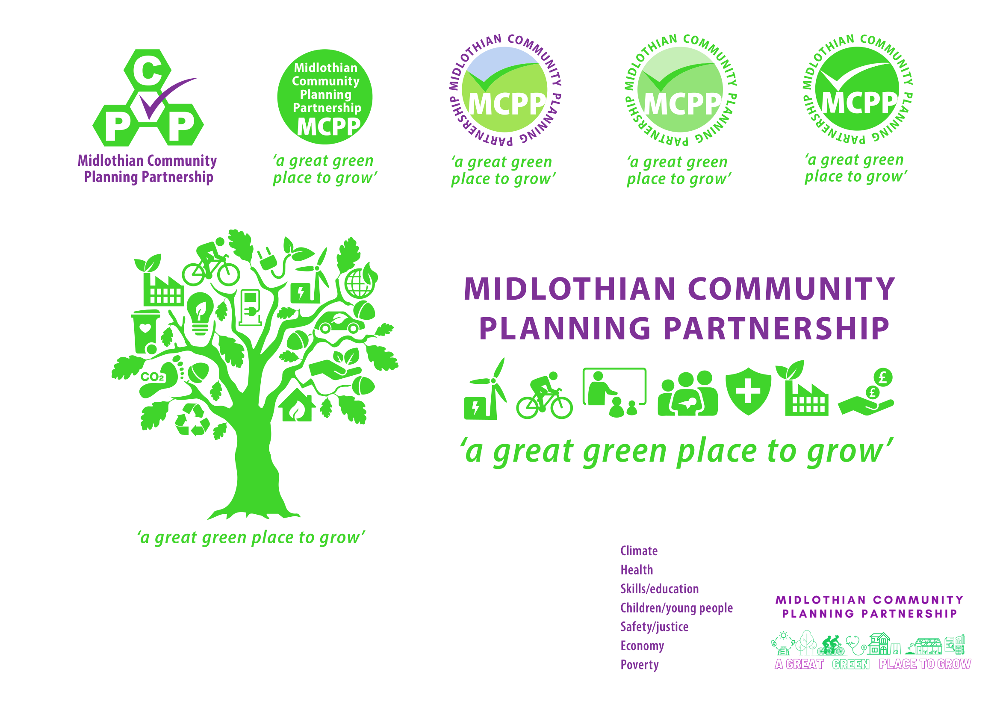 C
P P
Midlothian Community
Planning Partnership
Midlothian
Community
Planning
Partnership
MCPP
‘a great green
place to grow’
MIDLOTHIAN COMMUNITY PLANNING PARTNERSHIP
MCPP
‘a great green
place to grow’
MIDLOTHIAN COMMUNITY PLANNING PARTNERSHIP
MCPP
‘a great green
place to grow’
MIDLOTHIAN COMMUNITY PLANNING PARTNERSHIP
MCPP
‘a great green
place to grow’
CO₂
‘a great green place to grow’
MIDLOTHIAN COMMUNITY
PLANNING PARTNERSHIP
£
£
‘a great green place to grow’
Climate
Health
Skills/education
Children/young people
Safety/justice
Economy
Poverty
MIDLOTHIAN COMMUNITY
PLANNING PARTNERSHIP
A GREAT GREEN PLACE TO GROW